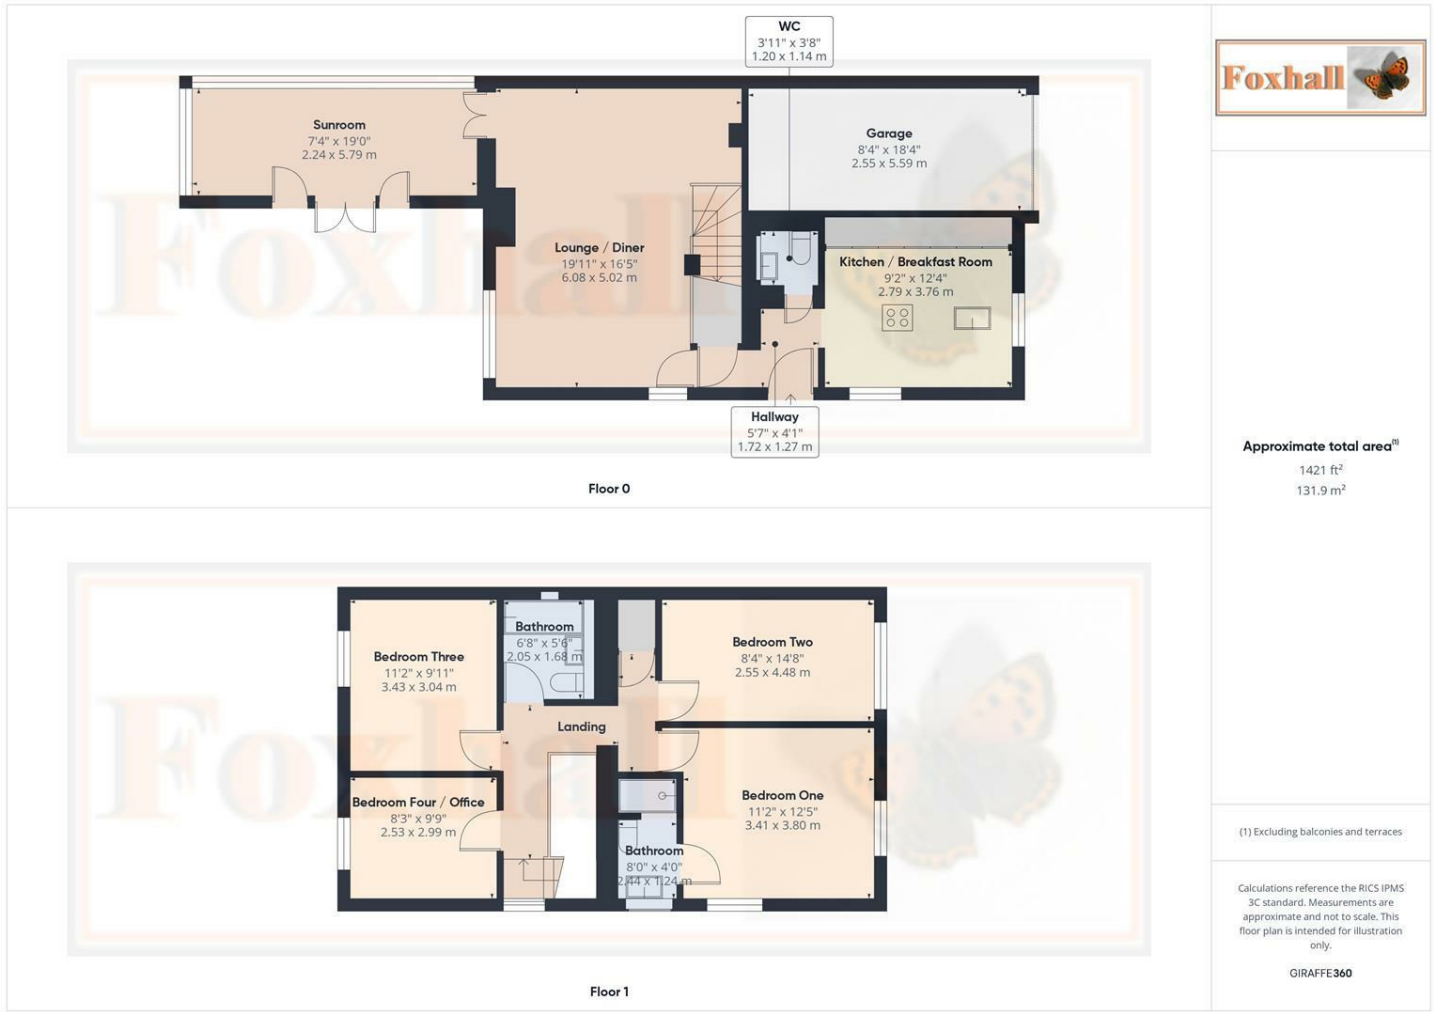 WC
3'11" x 3'8"
1.20 x 1.14 m
Foxhall
Sunroom
7'4" x 19'0"
2.24 x 5.79 m
Garage
8'4" x 18'4"
2.55 x 5.59 m
Lounge / Diner
19'11" x 16'5"
6.08 x 5.02 m
Kitchen / Breakfast Room
9'2" x 12'4"
2.79 x 3.76 m
Foxhall
Hallway
5'7" x 4'1"
1.72 x 1.27 m
Floor 0
Approximate total area(1)
1421 ft²
131.9 m²
Bathroom
6'8" x 5'6"
2.05 x 1.68 m
Bedroom Three
11'2" x 9'11"
3.43 x 3.04 m
Bedroom Two
8'4" x 14'8"
2.55 x 4.48 m
Landing
Foxhall
Bedroom Four / Office
8'3" x 9'9"
2.53 x 2.99 m
Bedroom One
11'2" x 12'5"
3.41 x 3.80 m
Bathroom
8'0" x 4'0"
2.44 x 1.24 m
Floor 1
(1) Excluding balconies and terraces
Calculations reference the RICS IPMS
3C standard. Measurements are
approximate and not to scale. This
floor plan is intended for illustration
only.
GIRAFFE360